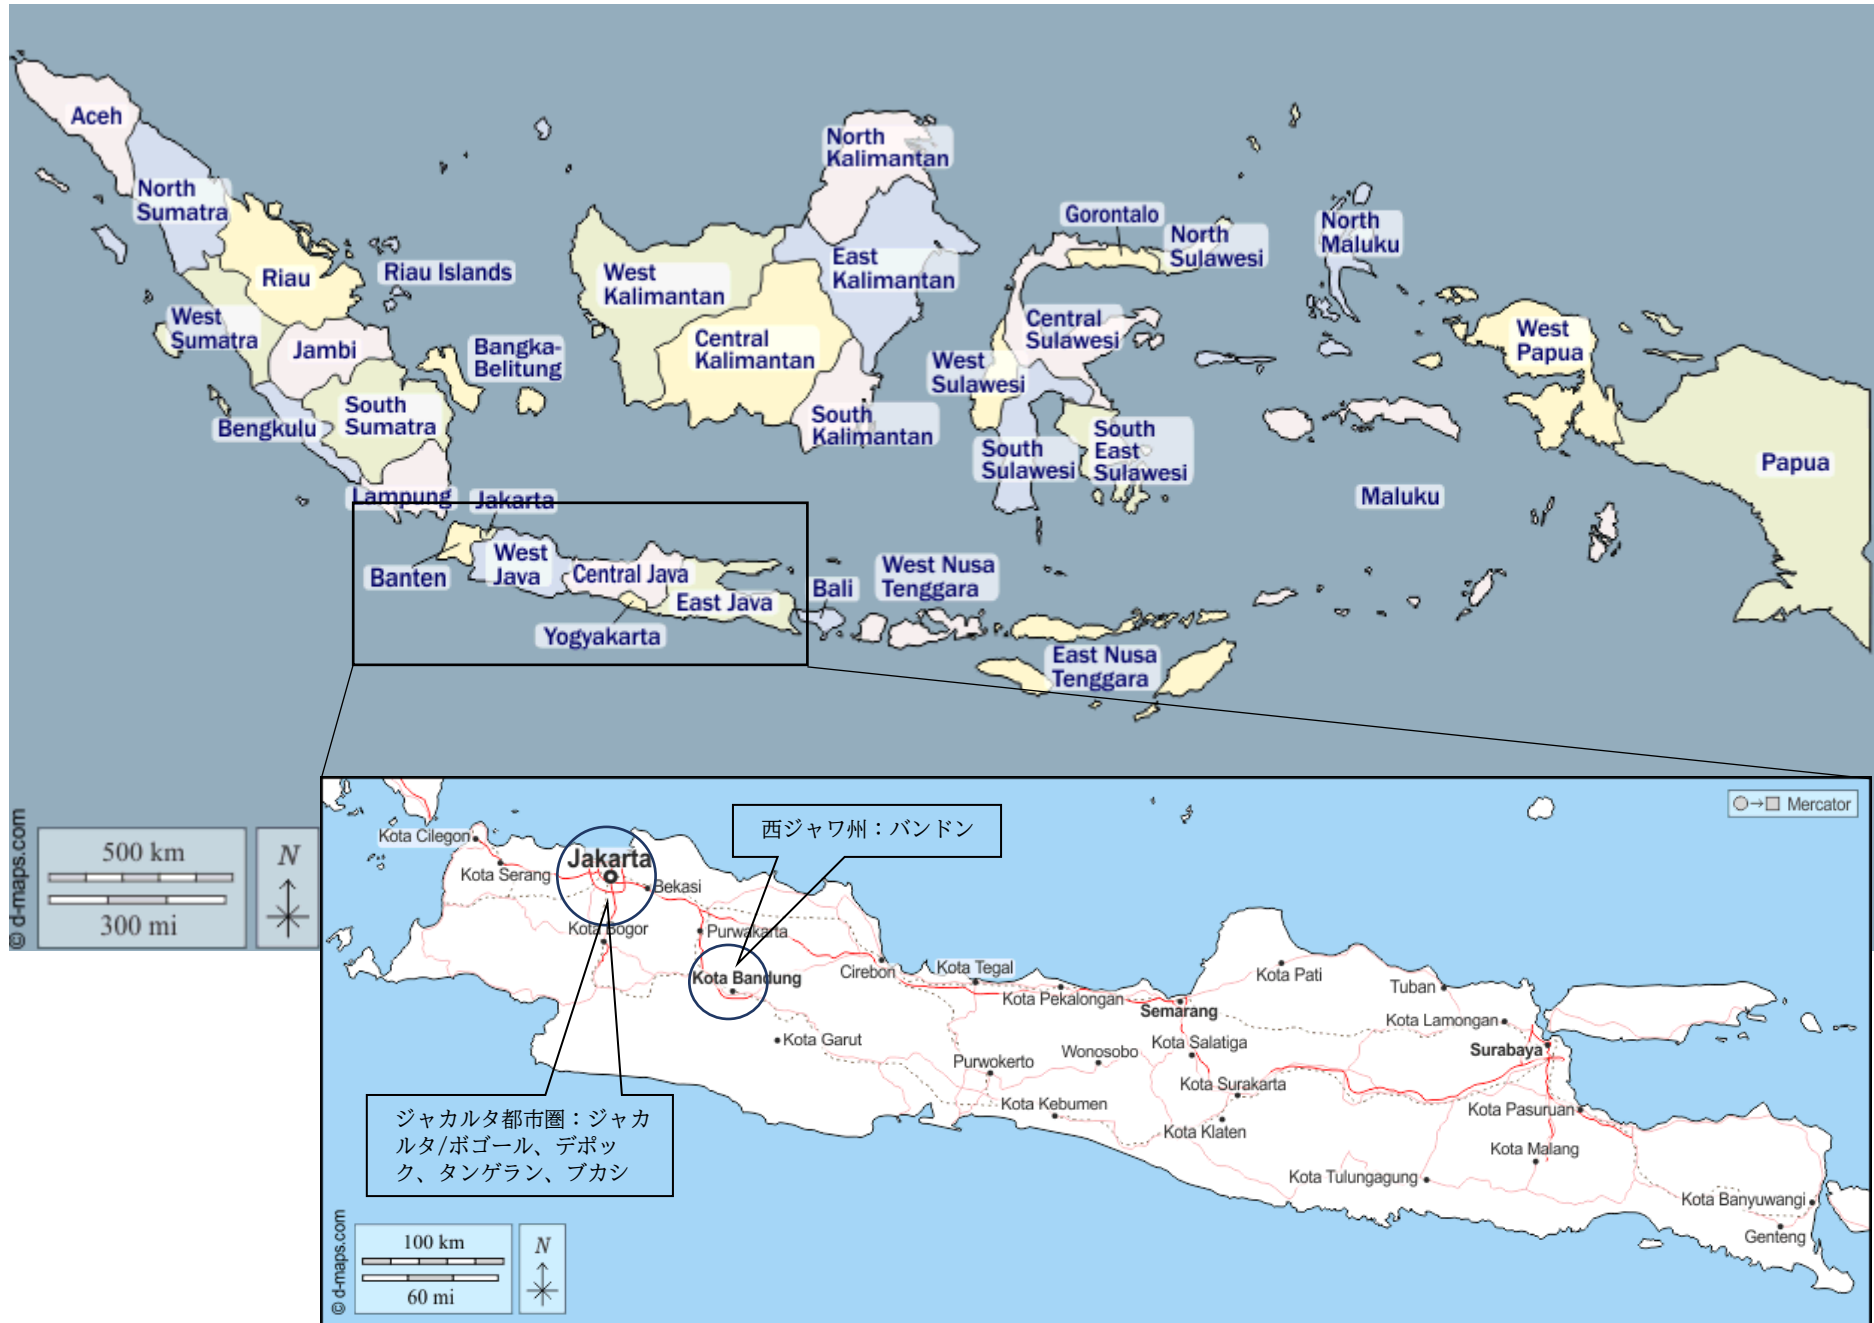 Aceh
North
Sumatra
Riau
Riau Islands
West
Sumatra
Jambi
Bangka-
Belitung
South
Sumatra
Bengkulu
Lampung
Jakarta
Banten
West
Java
Central Java
East Java
Yogyakarta
Bali
West Nusa
Tenggara
East Nusa
Tenggara
North
Kalimantan
West
Kalimantan
East
Kalimantan
Central
Kalimantan
South
Kalimantan
Gorontalo
North
Sulawesi
Central
Sulawesi
West
Sulawesi
South
Sulawesi
South
East
Sulawesi
North
Maluku
Maluku
West
Papua
Papua
© d-maps.com
500 km
300 mi
N
Mercator
西ジャワ州：バンドン
Kota Cilegon
Kota Serang
Jakarta
Bekasi
Kota Bogor
Purwakarta
Kota Bandung
Cirebon
Kota Tegal
Kota Pekalongan
Semarang
Kota Pati
Tuban
Kota Lamongan
Surabaya
Kota Garut
Purwokerto
Wonosobo
Kota Salatiga
Kota Surakarta
Kota Kebumen
Kota Klaten
Kota Pasuruan
Kota Malang
Kota Tulungagung
Kota Banyuwangi
Genteng
ジャカルタ都市圏：ジャカ
ルタ/ボゴール、デポッ
ク、タンゲラン、ブカシ
© d-maps.com
100 km
60 mi
N